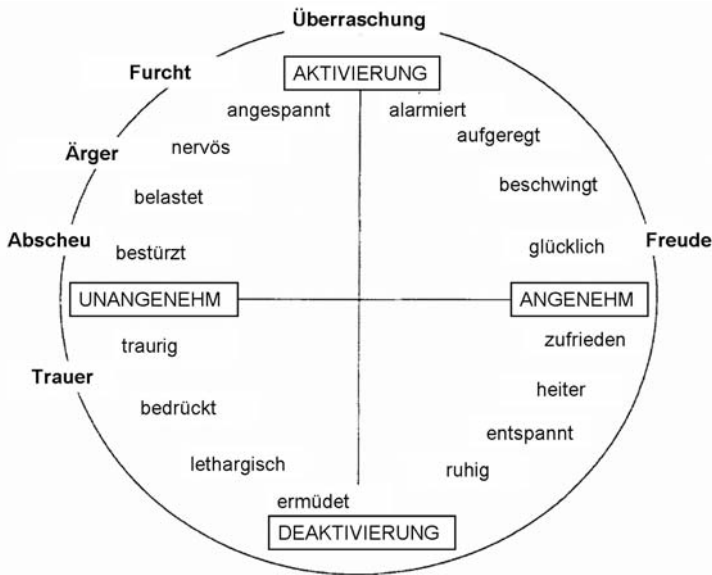 Überraschung
Furcht
AKTIVIERUNG
angespannt alarmiert
Ärger nervös aufgeregt
belastet beschwingt
Abscheu bestürzt glücklich Freude
UNANGENEHM ANGENEHM
traurig zufrieden
Trauer
bedrückt heiter
entspannt
lethargisch ruhig
ermüdet
DEAKTIVIERUNG